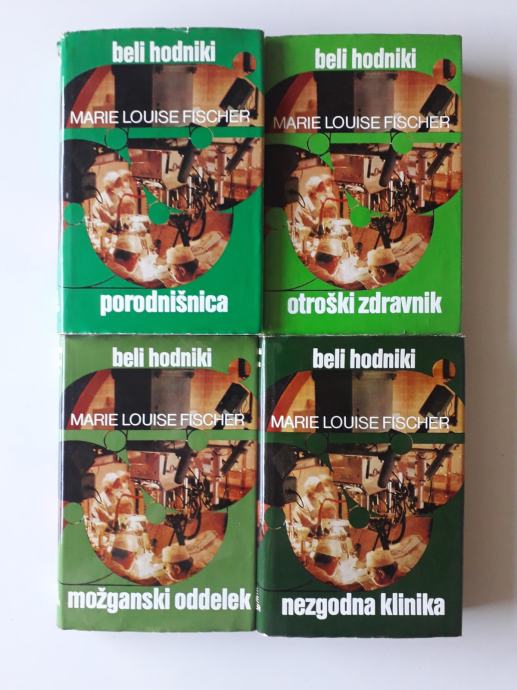 beli hodniki
MARIE LOUISE FISCHER
porodnišnica
beli hodniki
MARIE LOUISE FISCHER
otroški zdravnik
beli hodniki
MARIE LOUISE FISCHER
možganski oddelek
beli hodniki
MARIE LOUISE FISCHER
nezgodna klinika